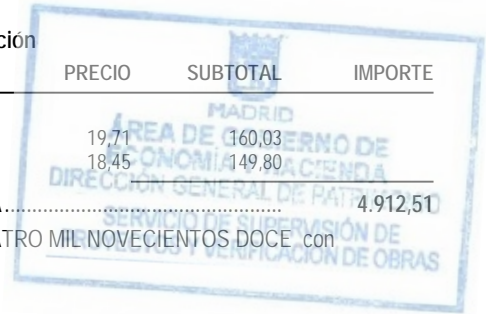 ción
PRECIO SUBTOTAL IMPORTE
MADRID
19,71 160,03
ÁREA DE GOBIERNO DE
18,45 149,80
ECONOMÍA Y HACIENDA
DIRECCIÓN GENERAL DE PATRIMONIO
4.912,51
SERVICIO DE SUPERVISIÓN DE
ATRO MIL NOVECIENTOS DOCE con
PROYECTOS Y VERIFICACIÓN DE OBRAS